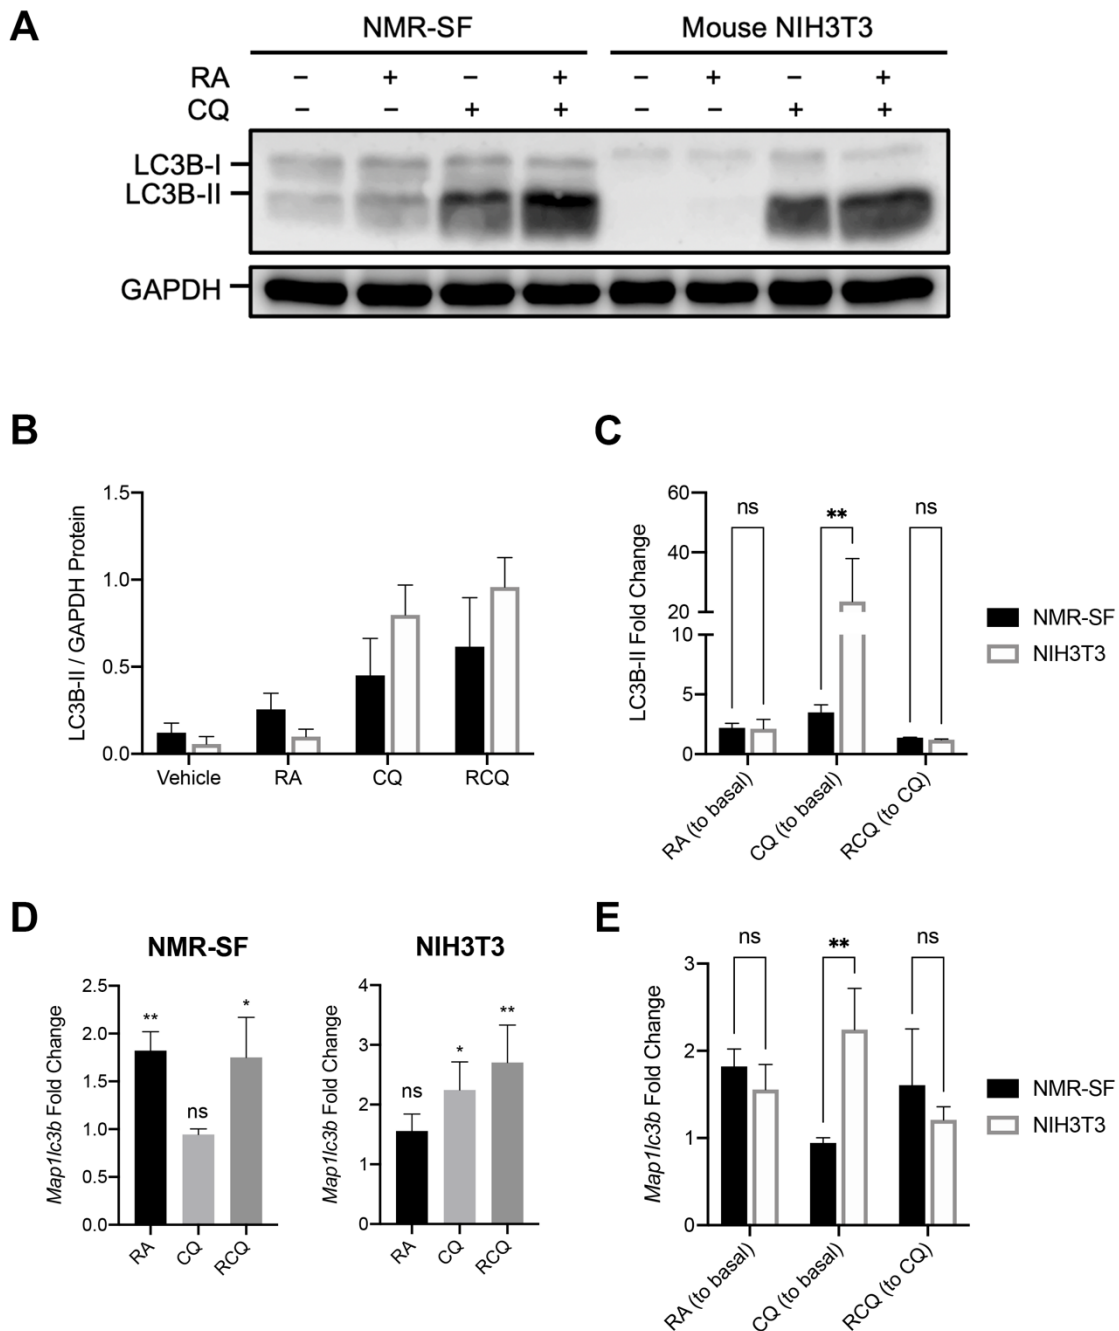 A
NMR-SF Mouse NIH3T3
RA – + – + – + – +
CQ – – + + – – + +
LC3B-I
LC3B-II
GAPDH
B
LC3B-II / GAPDH Protein
1.5
1.0
0.5
0.0
Vehicle RA CQ RCQ
C
LC3B-II Fold Change
60
40
20
10
5
0
ns ** ns
RA (to basal) CQ (to basal) RCQ (to CQ)
NMR-SF
NIH3T3
D
NMR-SF
Map1lc3b Fold Change
2.5
2.0
1.5
1.0
0.5
0.0
** ns *
RA CQ RCQ
NIH3T3
Map1lc3b Fold Change
4
3
2
1
0
ns * **
RA CQ RCQ
E
Map1lc3b Fold Change
3
2
1
0
ns ** ns
RA (to basal) CQ (to basal) RCQ (to CQ)
NMR-SF
NIH3T3